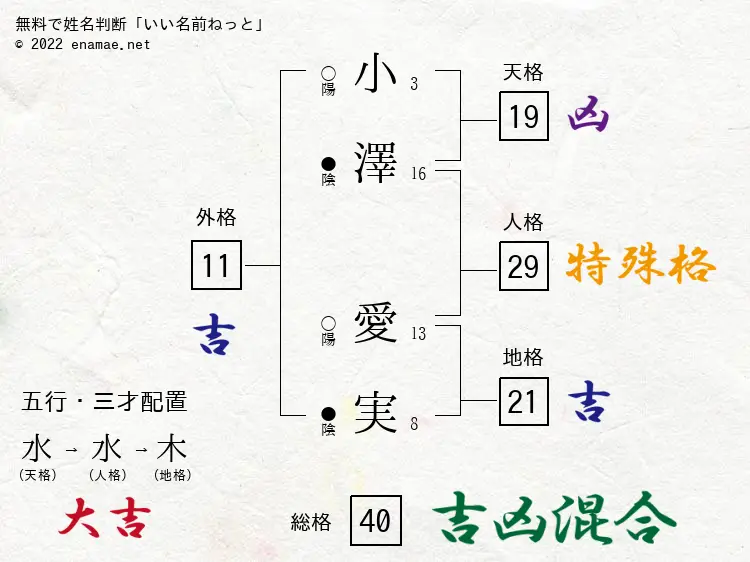 無料で姓名判断「いい名前ねっと」
© 2022 enamae.net
○陽 小 3
●陰 澤 16
○陽 愛 13
●陰 実 8
天格
19 凶
人格
29 特殊格
地格
21 吉
外格
11
吉
五行・三才配置
水 → 水 → 木
(天格) (人格) (地格)
大吉
総格 40 吉凶混合